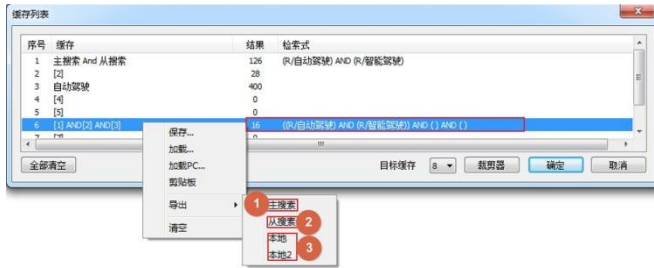 缓存列表
序号 缓存 结果 检索式
1 主搜索 And 从搜索 126 (R/自动驾驶) AND (R/智能驾驶)
2 [2] 28
3 自动驾驶 400
4 [4] 0
5 [5] 0
6 [1] AND[2] AND[3] 16 ((R/自动驾驶) AND (R/智能驾驶)) AND ( ) AND ( )
7 [7] 0
全部清空 目标缓存 8 裁剪器 确定 取消
保存...
加载...
加载PC...
剪贴板
导出
清空
1 主搜索
从搜索 2
本地
3
本地2